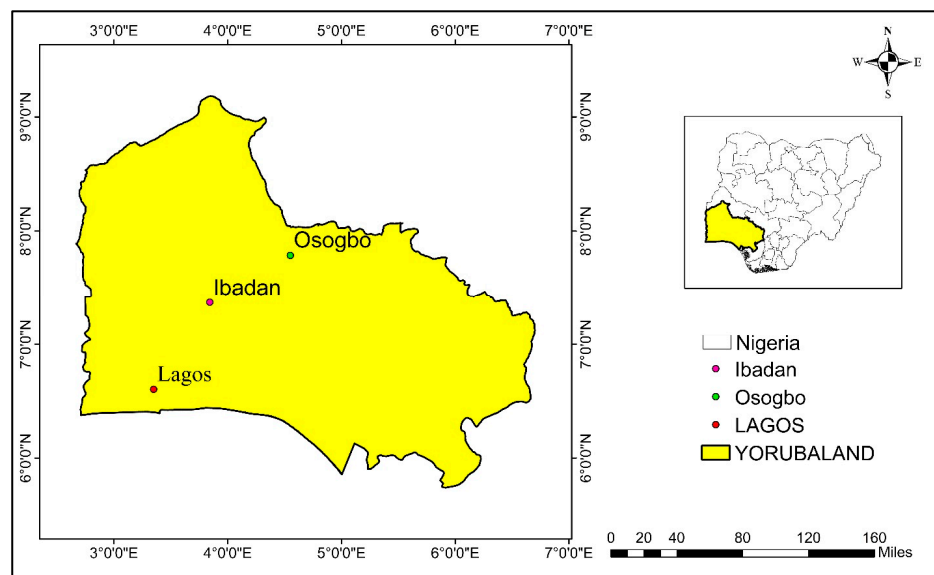 3°0'0"E 4°0'0"E 5°0'0"E 6°0'0"E 7°0'0"E
N
W E
S
9°0'0"N 9°0'0"N
8°0'0"N 8°0'0"N
Osogbo
Ibadan
7°0'0"N 7°0'0"N
Lagos
6°0'0"N 6°0'0"N
3°0'0"E 4°0'0"E 5°0'0"E 6°0'0"E 7°0'0"E
Nigeria
Ibadan
Osogbo
LAGOS
YORUBALAND
0 20 40 80 120 160
Miles